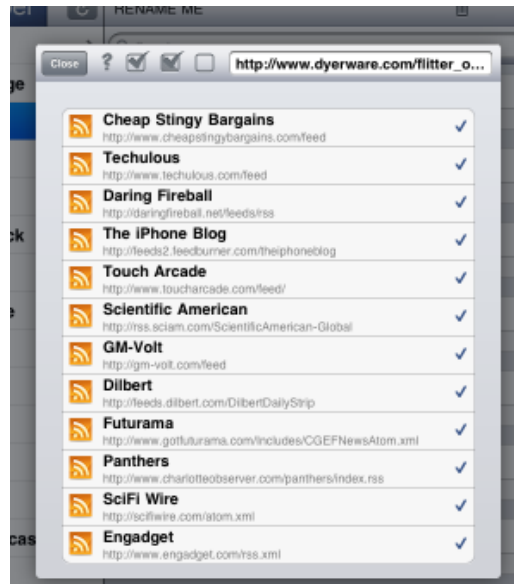 RENAME ME
Close ? http://www.dyerware.com/flitter_o...
Cheap Stingy Bargains
http://www.cheapstingybargains.com/feed
Techulous
http://www.techulous.com/feed
Daring Fireball
http://daringfireball.net/feeds/rss
The iPhone Blog
http://feeds2.feedburner.com/theiphoneblog
Touch Arcade
http://www.toucharcade.com/feed/
Scientific American
http://rss.sciam.com/ScientificAmerican-Global
GM-Volt
http://gm-volt.com/feed
Dilbert
http://feeds.dilbert.com/DilbertDailyStrip
Futurama
http://www.gotfuturama.com/Includes/CGEFNewsAtom.xml
Panthers
http://www.charlotteobserver.com/panthers/index.rss
SciFi Wire
http://scifiwire.com/atom.xml
Engadget
http://www.engadget.com/rss.xml